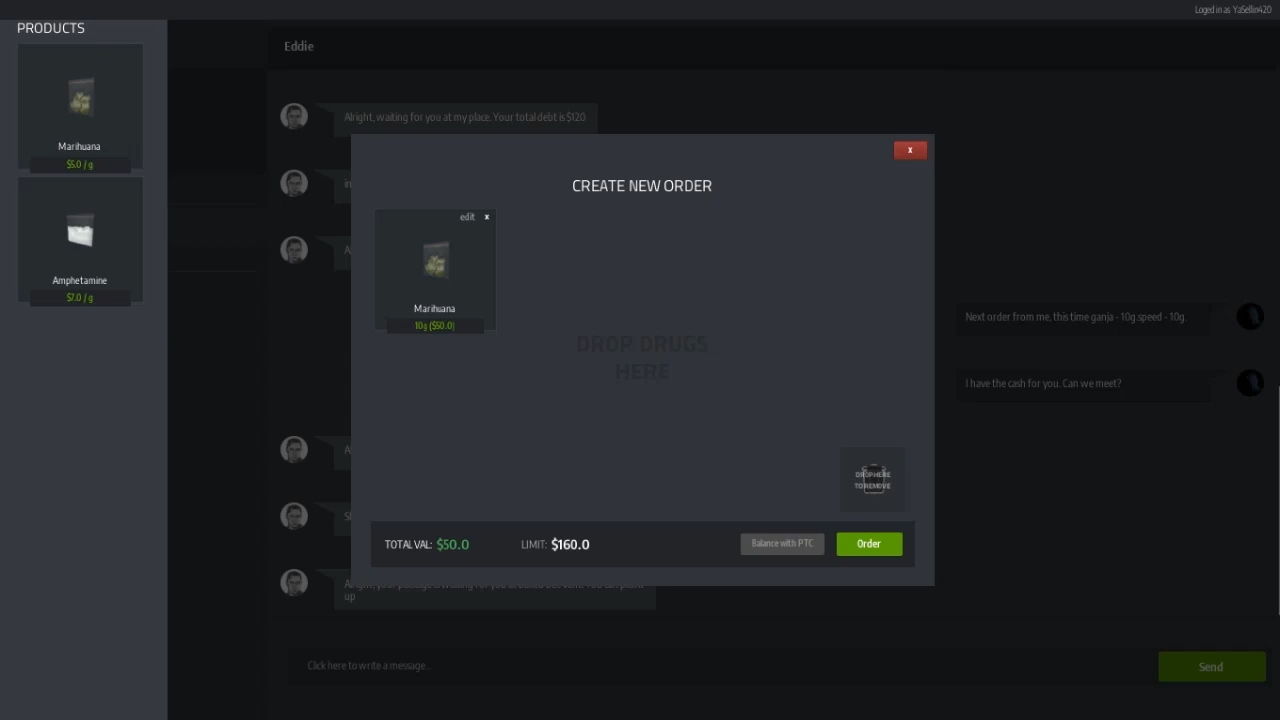 Loged in as YaSellin420
PRODUCTS
Marihuana
$5.0 / g
Amphetamine
$7.0 / g
Eddie
Alright, waiting for you at my place. Your total debt is $120
Next order from me, this time ganja - 10g speed - 10g
I have the cash for you. Can we meet?
up
x
CREATE NEW ORDER
edit x
Marihuana
10g ($50.0)
DROP DRUGS
HERE
DROP HERE
TO REMOVE
TOTAL VAL: $50.0
LIMIT: $160.0
Balance with PTC
Order
Click here to write a message...
Send